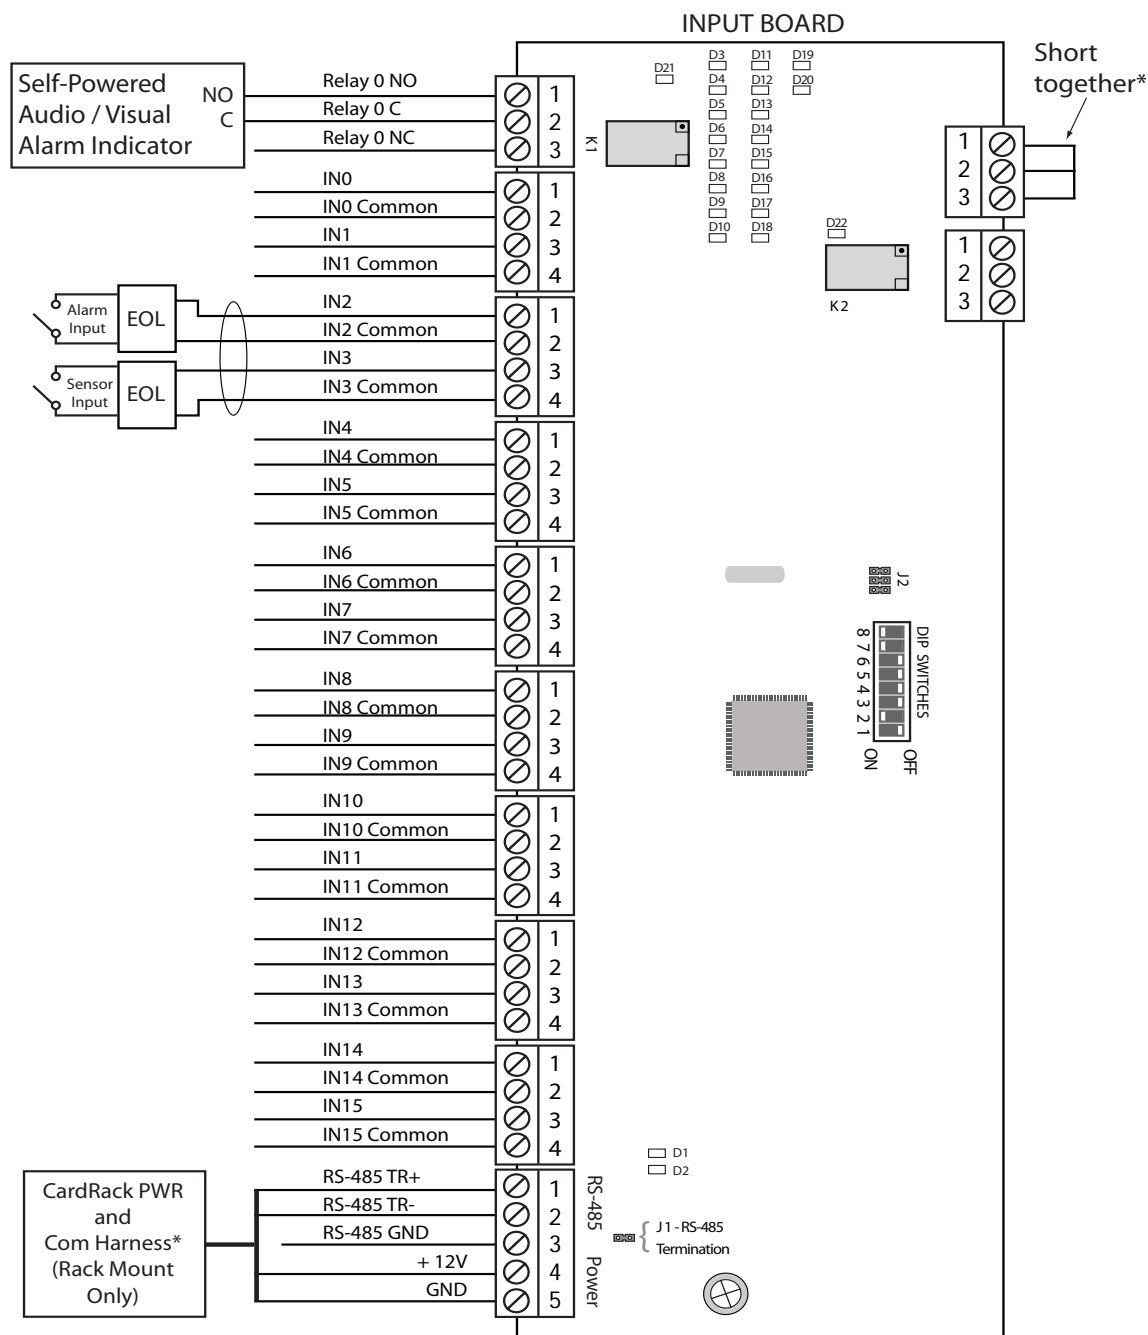 INPUT BOARD
Self-Powered
Audio / Visual
Alarm Indicator
NO
C
Relay 0 NO
Relay 0 C
Relay 0 NC
1
2
3
IN0
IN0 Common
IN1
IN1 Common
1
2
3
4
Alarm
Input
EOL
Sensor
Input
EOL
IN2
IN2 Common
IN3
IN3 Common
1
2
3
4
IN4
IN4 Common
IN5
IN5 Common
1
2
3
4
IN6
IN6 Common
IN7
IN7 Common
1
2
3
4
IN8
IN8 Common
IN9
IN9 Common
1
2
3
4
IN10
IN10 Common
IN11
IN11 Common
1
2
3
4
IN12
IN12 Common
IN13
IN13 Common
1
2
3
4
IN14
IN14 Common
IN15
IN15 Common
1
2
3
4
CardRack PWR
and
Com Harness*
(Rack Mount
Only)
RS-485 TR+
RS-485 TR-
RS-485 GND
+ 12V
GND
1
2
3
4
5
RS-485 Power
D1
D2
J1 - RS-485
Termination
D21
K1
D3
D4
D5
D6
D7
D8
D9
D10
D11
D12
D13
D14
D15
D16
D17
D18
D19
D20
D22
K2
Short
together*
1
2
3
1
2
3
J2
DIP SWITCHES
8 7 6 5 4 3 2 1
ON
OFF